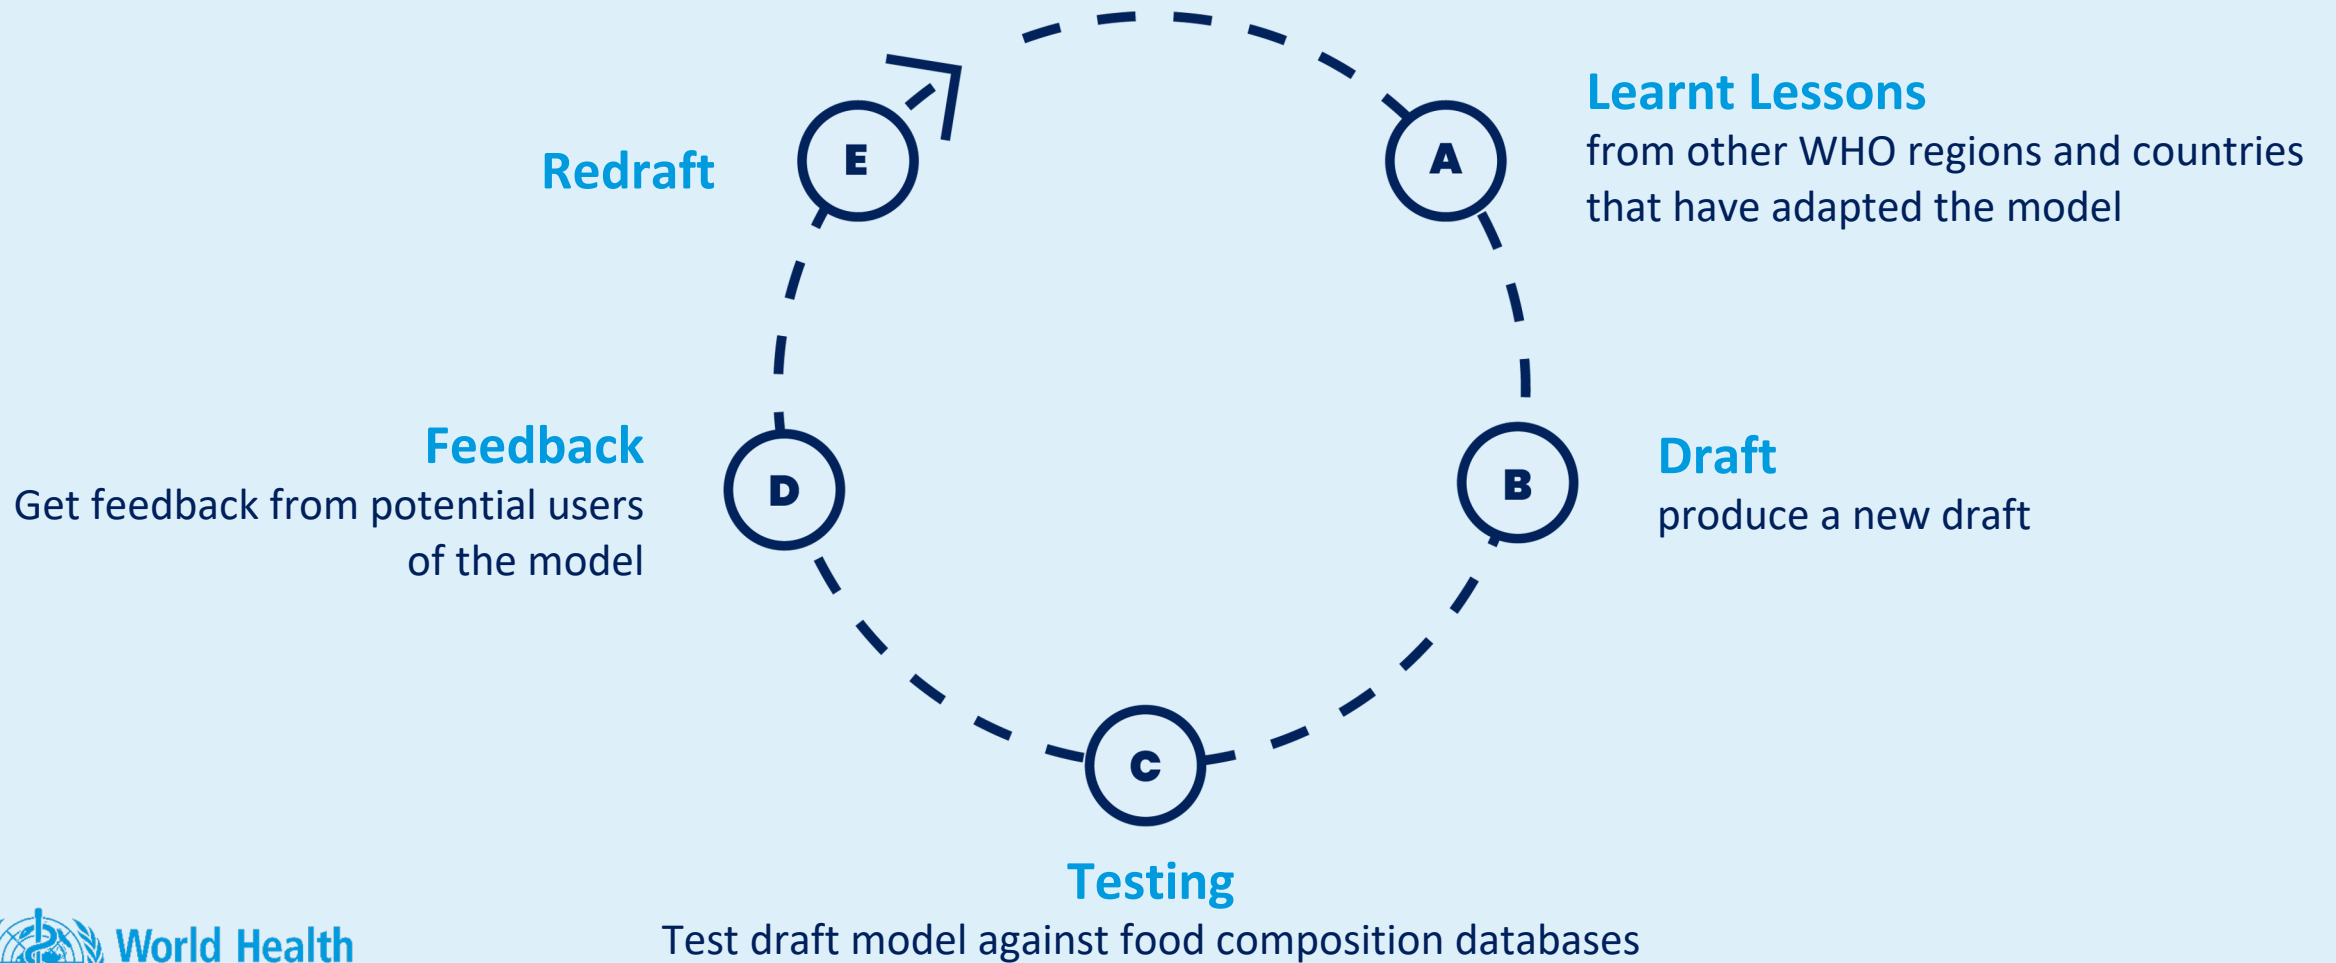 A
Learnt Lessons
from other WHO regions and countries
that have adapted the model
B
Draft
produce a new draft
C
Testing
Test draft model against food composition databases
D
Feedback
Get feedback from potential users
of the model
E
Redraft
World Health